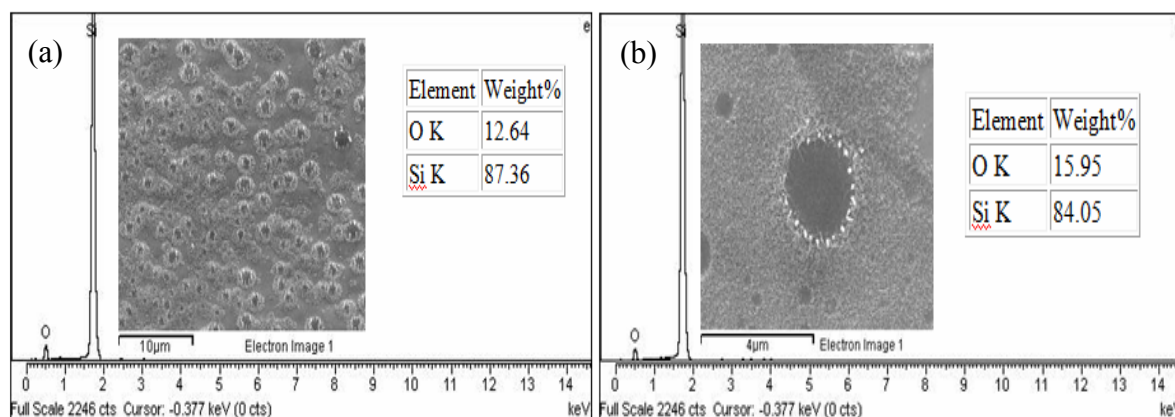 (a)
Si
e
Element Weight%
O K 12.64
Si K 87.36
O
10µm Electron Image 1
0 1 2 3 4 5 6 7 8 9 10 11 12 13 14
Full Scale 2246 cts Cursor: -0.377 keV (0 cts) keV
(b)
Si
Element Weight%
O K 15.95
Si K 84.05
O
4µm Electron Image 1
0 1 2 3 4 5 6 7 8 9 10 11 12 13 14
Full Scale 2246 cts Cursor: -0.377 keV (0 cts) keV